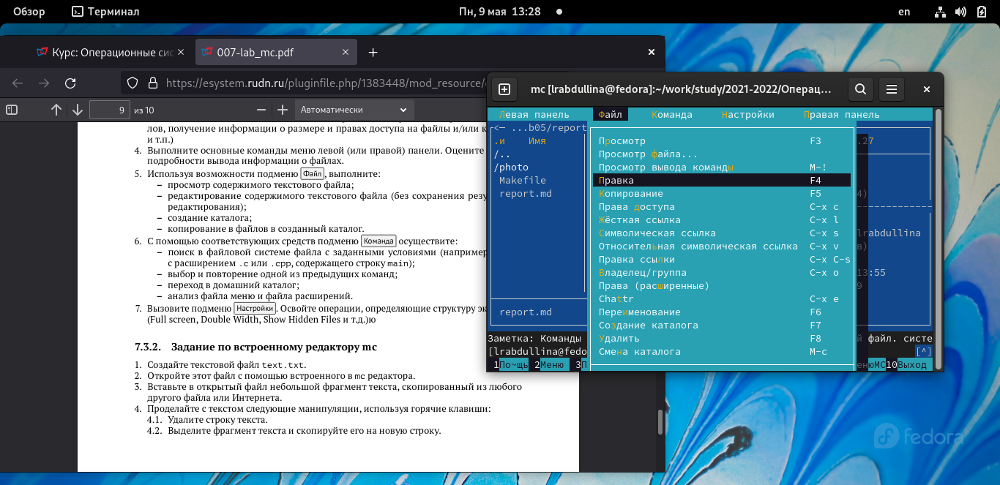 Обзор Терминал Пн, 9 мая 13:28 en
Курс: Операционные сис
007-lab_mc.pdf
https://esystem.rudn.ru/pluginfile.php/1383448/mod_resource/
9 из 10 Автоматически
лов, получение информации о размере и правах доступа на файлы и/или к
и т.п.)
4. Выполните основные команды меню левой (или правой) панели. Оцените
подробности вывода информации о файлах.
5. Используя возможности подменю Файл, выполните:
– просмотр содержимого текстового файла;
– редактирование содержимого текстового файла (без сохранения резу
редактирования);
– создание каталога;
– копирование в файлов в созданный каталог.
6. С помощью соответствующих средств подменю Команда осуществите:
– поиск в файловой системе файла с заданными условиями (например
с расширением .c или .cpp, содержащего строку main);
– выбор и повторение одной из предыдущих команд;
– переход в домашний каталог;
– анализ файла меню и файла расширений.
7. Вызовите подменю Настройки. Освойте операции, определяющие структуру эк
(Full screen, Double Width, Show Hidden Files и т.д.)ю
7.3.2. Задание по встроенному редактору mc
1. Создайте текстовой файл text.txt.
2. Откройте этот файл с помощью встроенного в mc редактора.
3. Вставьте в открытый файл небольшой фрагмент текста, скопированный из любого
другого файла или Интернета.
4. Проделайте с текстом следующие манипуляции, используя горячие клавиши:
4.1. Удалите строку текста.
4.2. Выделите фрагмент текста и скопируйте его на новую строку.
mc [lrabdullina@fedora]:~/work/study/2021-2022/Операц...
Левая панель Файл Команда Настройки Правая панель
<─ ...b05/report
.и Имя
/..
/photo
Makefile
report.md
report.md
Просмотр F3
Просмотр файла...
Просмотр вывода команды M-!
Правка F4
Копирование F5
Права доступа C-x c
Жёсткая ссылка C-x l
Символическая ссылка C-x s
Относительная символическая ссылка C-x v
Правка ссылки C-x C-s
Владелец/группа C-x o
Права (расширенные)
Chattr C-x e
Переименование F6
Создание каталога F7
Удалить F8
Смена каталога M-c
.27
4)
lrabdullina
в)
13:55
9
Заметка: Команды й файл. систе
[lrabdullina@fedo [^]
1По~щь 2Меню 3П енюMC10Выход
fedora